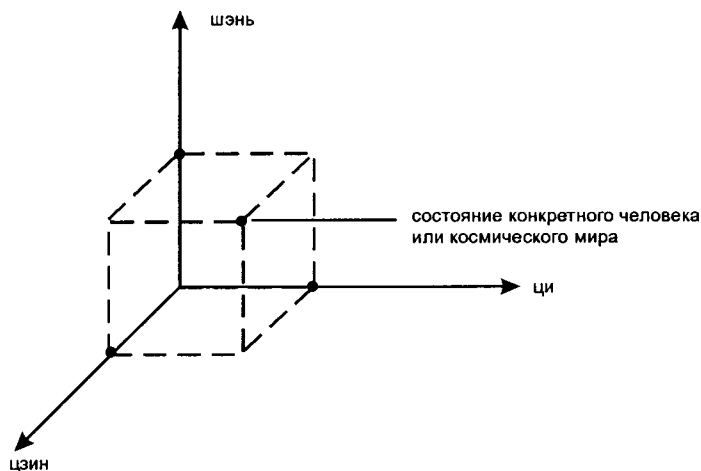 шэнь
состояние конкретного человека
или космического мира
ци
цзин